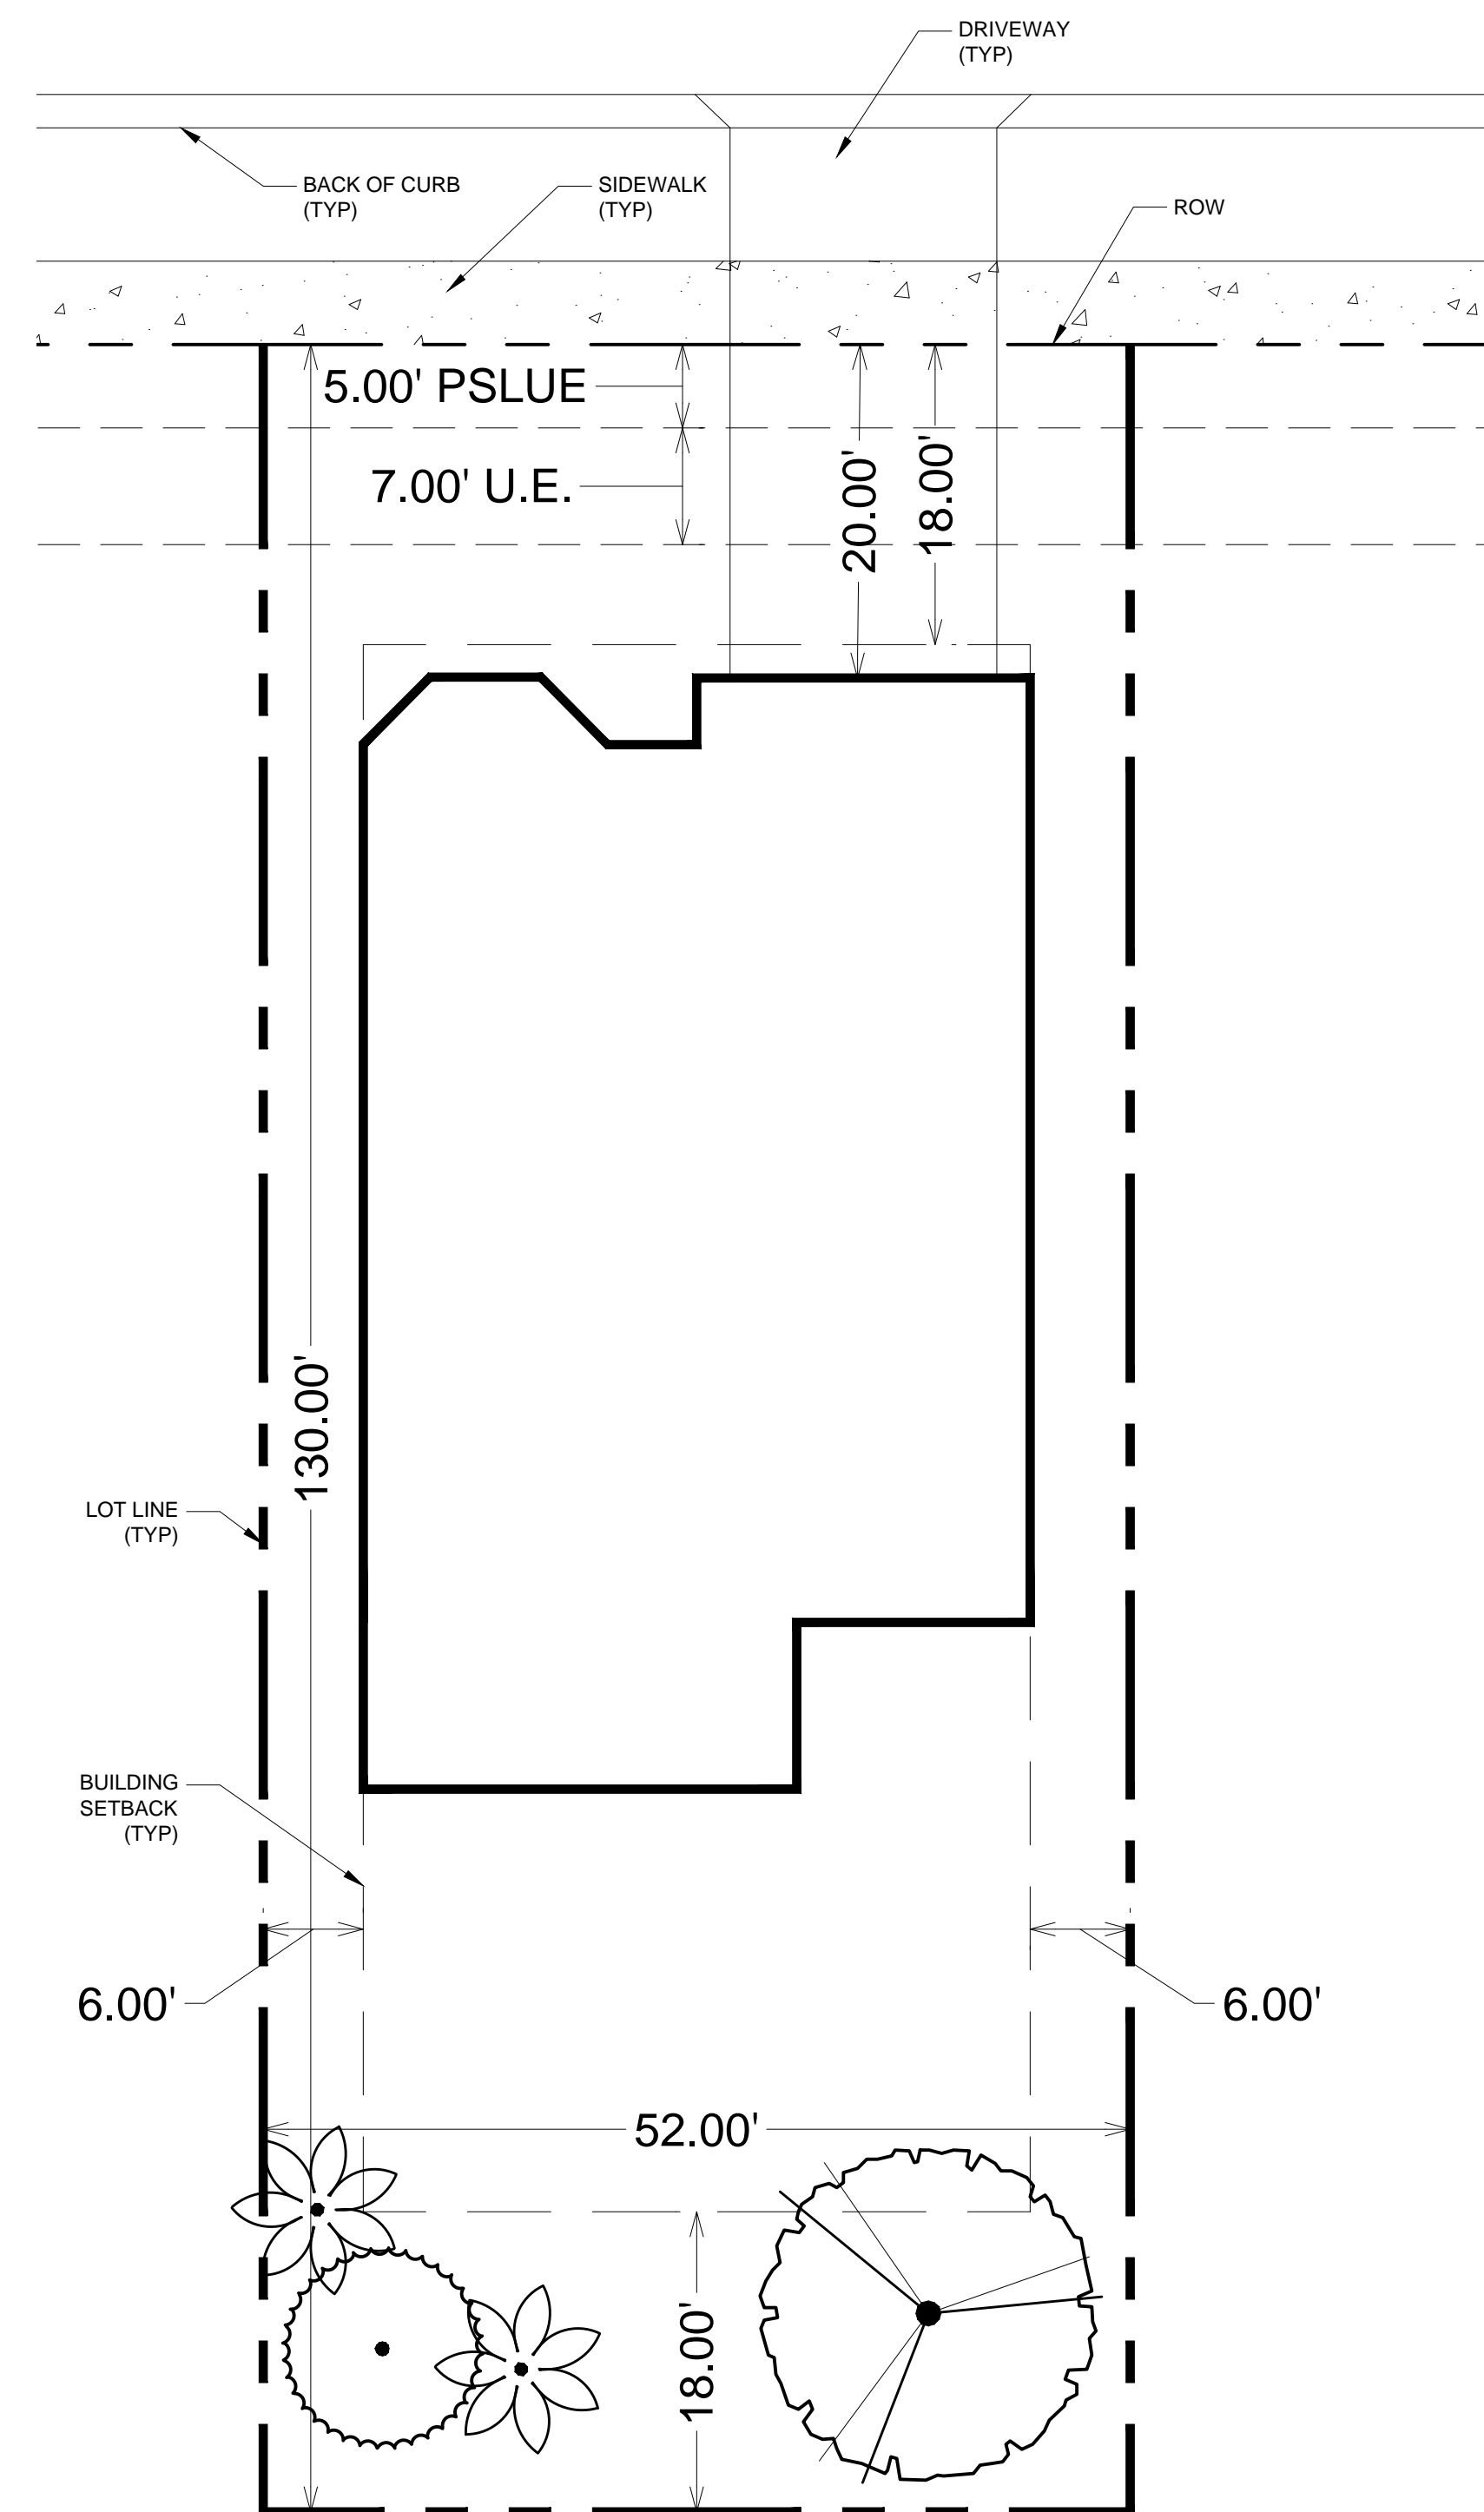 DRIVEWAY
(TYP)
BACK OF CURB
(TYP)
SIDEWALK
(TYP)
ROW
5.00' PSLUE
7.00' U.E.
20.00'
18.00'
130.00'
LOT LINE
(TYP)
BUILDING
SETBACK
(TYP)
6.00'
6.00'
52.00'
18.00'